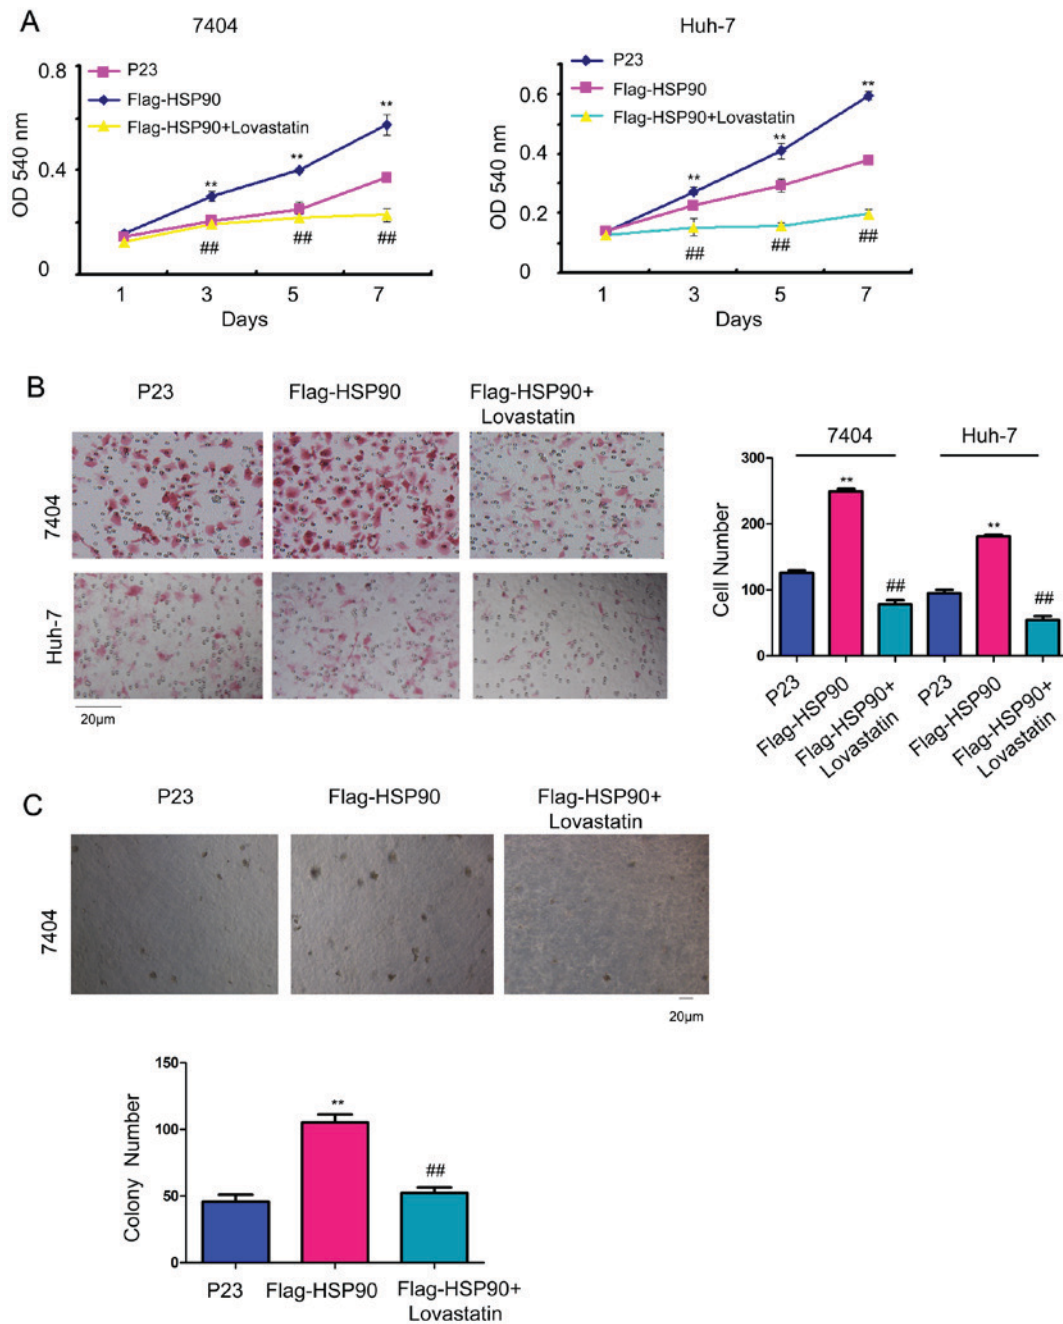 A
7404
0.8
0.4
0
OD 540 nm
P23
Flag-HSP90
Flag-HSP90+Lovastatin
**
**
**
##
##
##
1 3 5 7
Days
Huh-7
0.6
0.4
0.2
0
OD 540 nm
P23
Flag-HSP90
Flag-HSP90+Lovastatin
**
**
**
##
##
##
1 3 5 7
Days
B
P23
Flag-HSP90
Flag-HSP90+
Lovastatin
7404
Huh-7
20μm
7404
Huh-7
300
200
100
0
Cell Number
**
##
**
##
P23
Flag-HSP90
Flag-HSP90+
Lovastatin
P23
Flag-HSP90
Flag-HSP90+
Lovastatin
C
P23
Flag-HSP90
Flag-HSP90+
Lovastatin
7404
20μm
150
100
50
0
Colony Number
**
##
P23
Flag-HSP90
Flag-HSP90+
Lovastatin